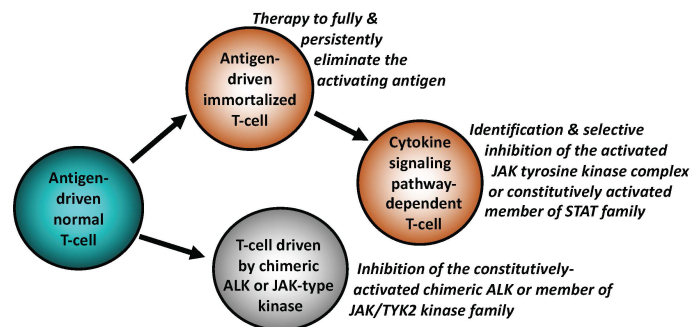 Therapy to fully &
persistently
eliminate the
activating antigen
Antigen-
driven
immortalized
T-cell
Identification & selective
inhibition of the activated
JAK tyrosine kinase complex
or constitutively activated
member of STAT family
Cytokine
signaling
pathway-
dependent
T-cell
Antigen-
driven
normal
T-cell
T-cell driven
by chimeric
ALK or JAK-type
kinase
Inhibition of the constitutively-
activated chimeric ALK or member of
JAK/TYK2 kinase family